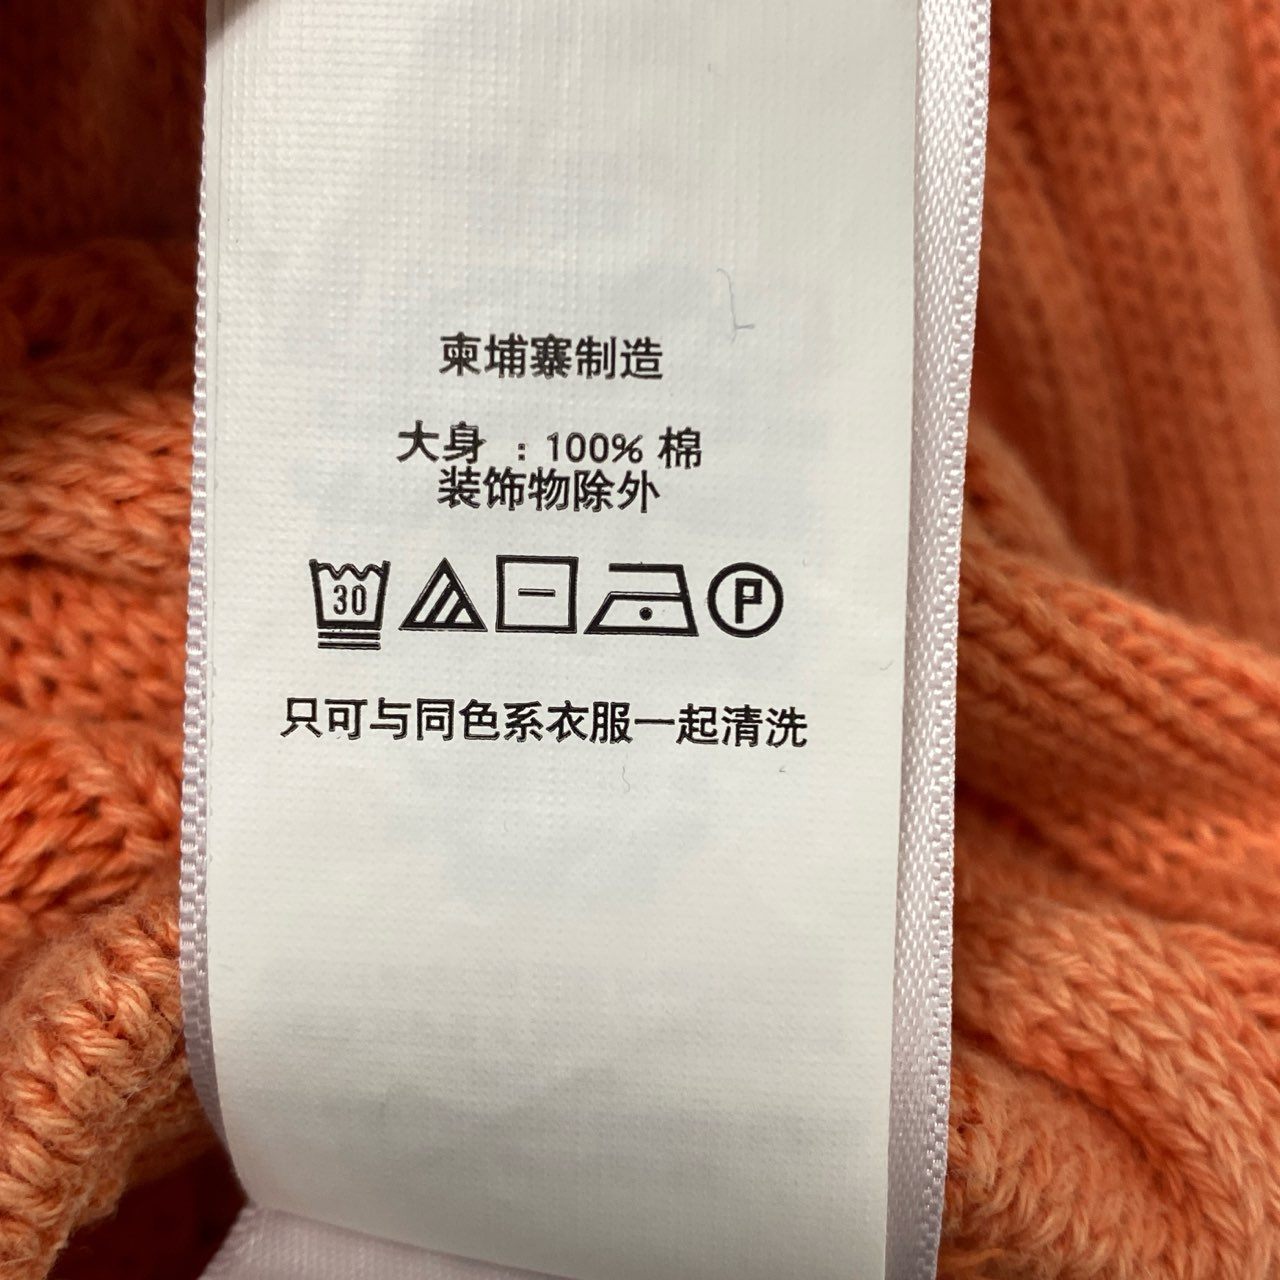 柬埔寨制造
大身 : 100% 棉
装饰物除外
30 P
只可与同色系衣服一起清洗